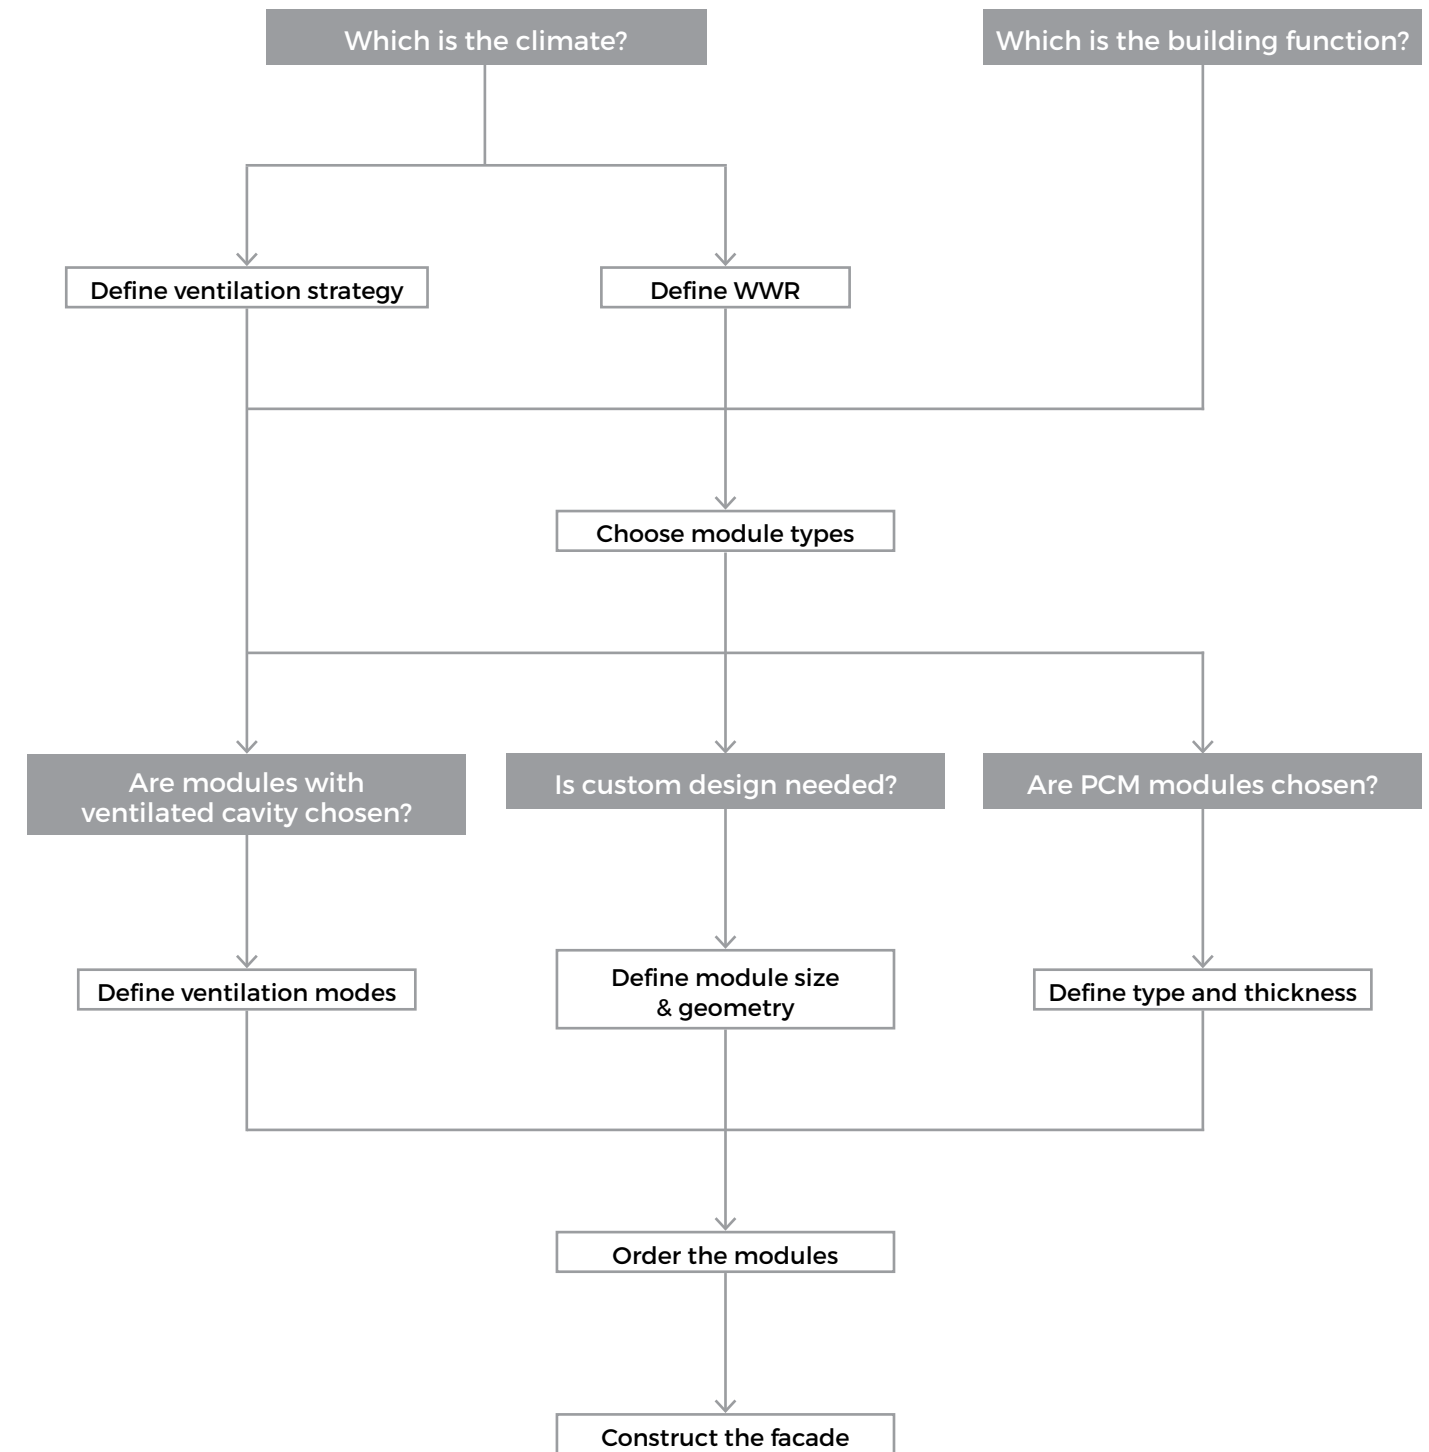 Which is the climate?
Which is the building function?
Define ventilation strategy
Define WWR
Choose module types
Are modules with
ventilated cavity chosen?
Is custom design needed?
Are PCM modules chosen?
Define ventilation modes
Define module size
& geometry
Define type and thickness
Order the modules
Construct the facade